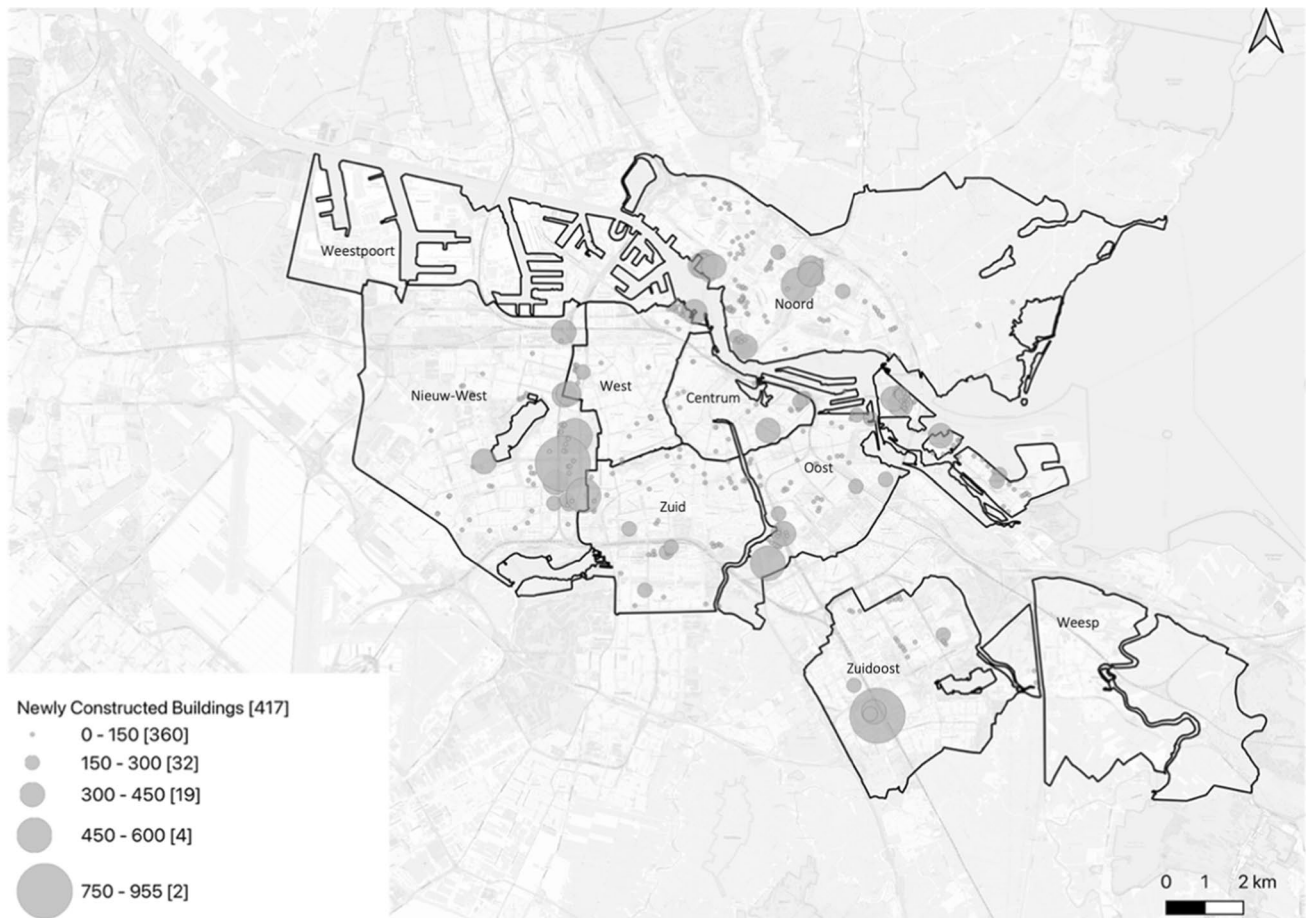 Weestpoort
Noord
Nieuw-West
West
Centrum
Oost
Zuid
Weesp
Zuidoost
Newly Constructed Buildings [417]
0 - 150 [360]
150 - 300 [32]
300 - 450 [19]
450 - 600 [4]
750 - 955 [2]
0 1 2 km